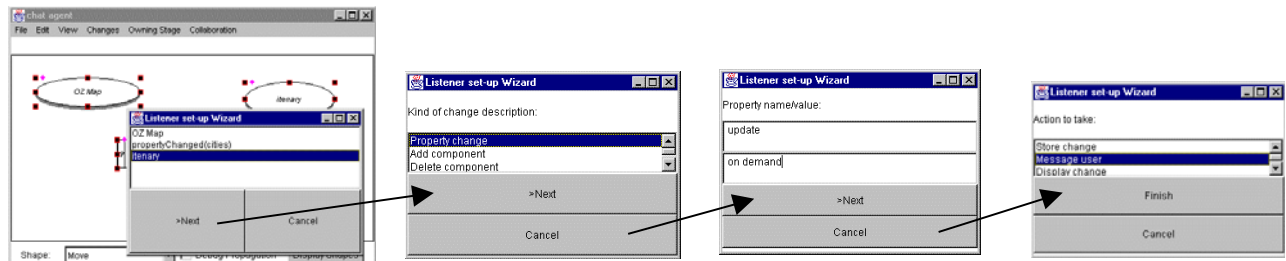 chat agent
File Edit View Changes Owning Stage Collaboration
OZ Map
itenary
Listener set-up Wizard
OZ Map
propertyChanged(cities)
itenary
>Next
Cancel
Shape:
Move
Debug Propagation
Display Shapes
Listener set-up Wizard
Kind of change description:
Property change
Add component
Delete component
>Next
Cancel
Listener set-up Wizard
Property name/value:
update
on demand
>Next
Cancel
Listener set-up Wizard
Action to take:
Store change
Message user
Display change
Finish
Cancel